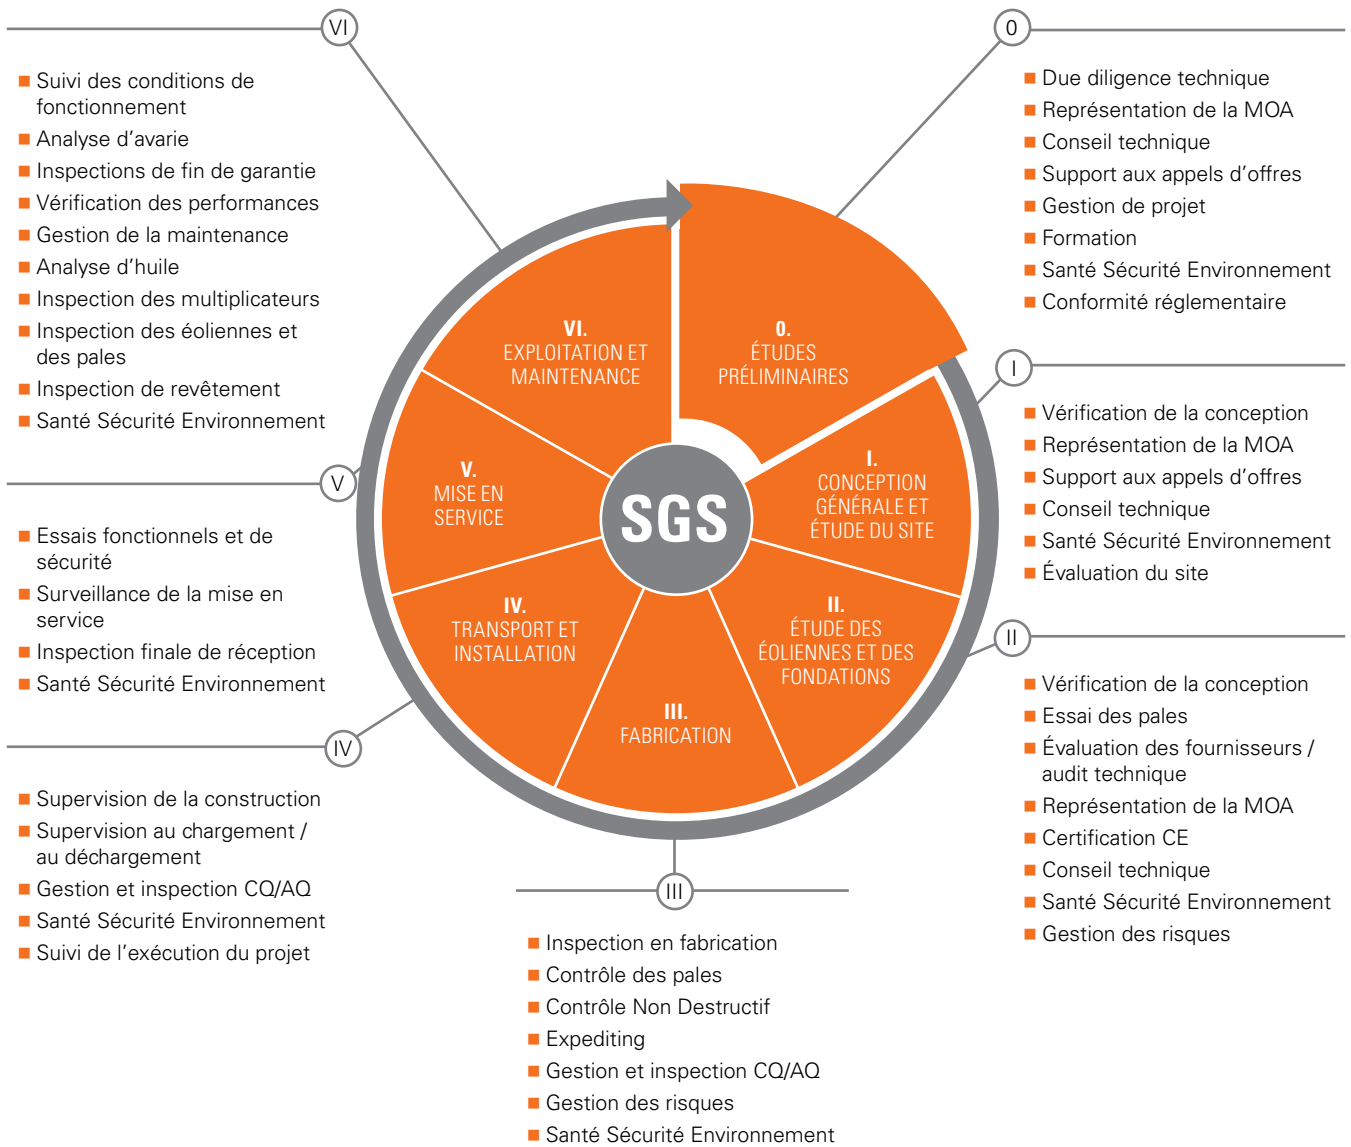 VI
Suivi des conditions de
fonctionnement
Analyse d’avarie
Inspections de fin de garantie
Vérification des performances
Gestion de la maintenance
Analyse d’huile
Inspection des multiplicateurs
Inspection des éoliennes et
des pales
Inspection de revêtement
Santé Sécurité Environnement
V
Essais fonctionnels et de
sécurité
Surveillance de la mise en
service
Inspection finale de réception
Santé Sécurité Environnement
IV
Supervision de la construction
Supervision au chargement /
au déchargement
Gestion et inspection CQ/AQ
Santé Sécurité Environnement
Suivi de l’exécution du projet
VI.
EXPLOITATION ET
MAINTENANCE
0.
ÉTUDES
PRÉLIMINAIRES
V.
MISE EN
SERVICE
SGS
I.
CONCEPTION
GÉNÉRALE ET
ÉTUDE DU SITE
IV.
TRANSPORT ET
INSTALLATION
II.
ÉTUDE DES
ÉOLIENNES ET DES
FONDATIONS
III.
FABRICATION
III
Inspection en fabrication
Contrôle des pales
Contrôle Non Destructif
Expediting
Gestion et inspection CQ/AQ
Gestion des risques
Santé Sécurité Environnement
0
Due diligence technique
Représentation de la MOA
Conseil technique
Support aux appels d’offres
Gestion de projet
Formation
Santé Sécurité Environnement
Conformité réglementaire
I
Vérification de la conception
Représentation de la MOA
Support aux appels d’offres
Conseil technique
Santé Sécurité Environnement
Évaluation du site
II
Vérification de la conception
Essai des pales
Évaluation des fournisseurs /
audit technique
Représentation de la MOA
Certification CE
Conseil technique
Santé Sécurité Environnement
Gestion des risques